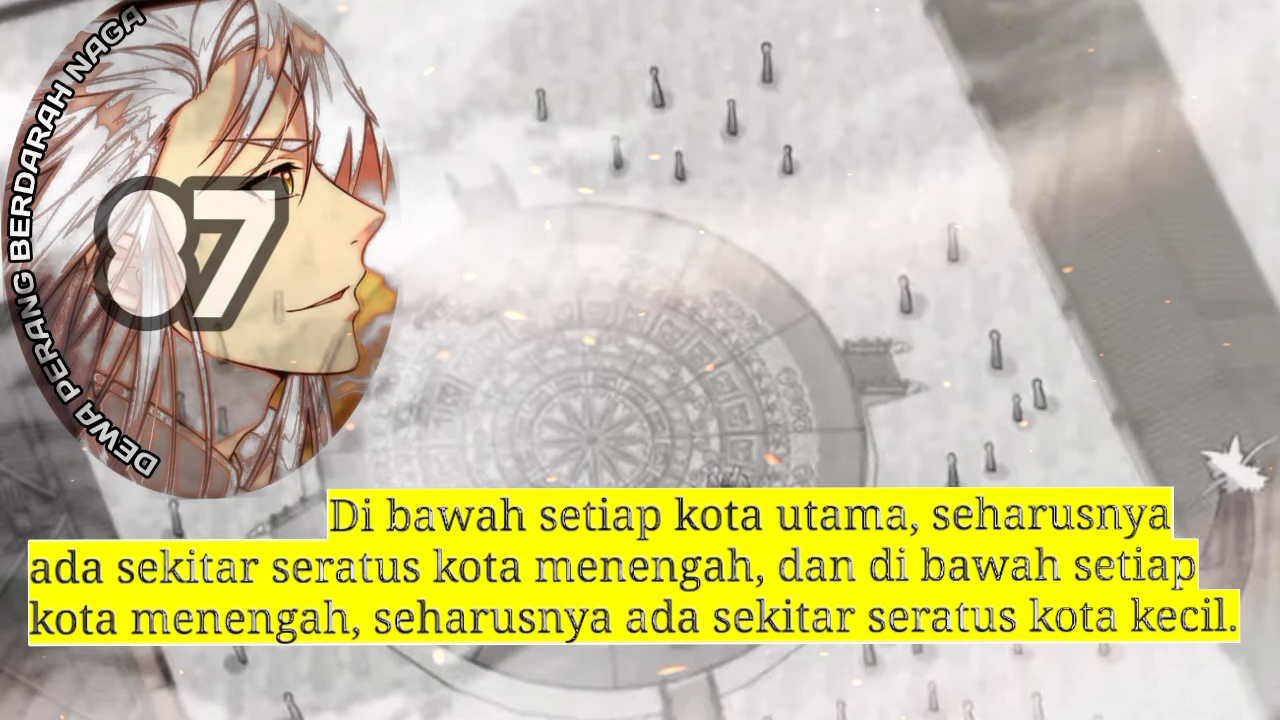 DEWA PERANG BERDARAH NAGA
87
Di bawah setiap kota utama, seharusnya
ada sekitar seratus kota menengah, dan di bawah setiap
kota menengah, seharusnya ada sekitar seratus kota kecil.